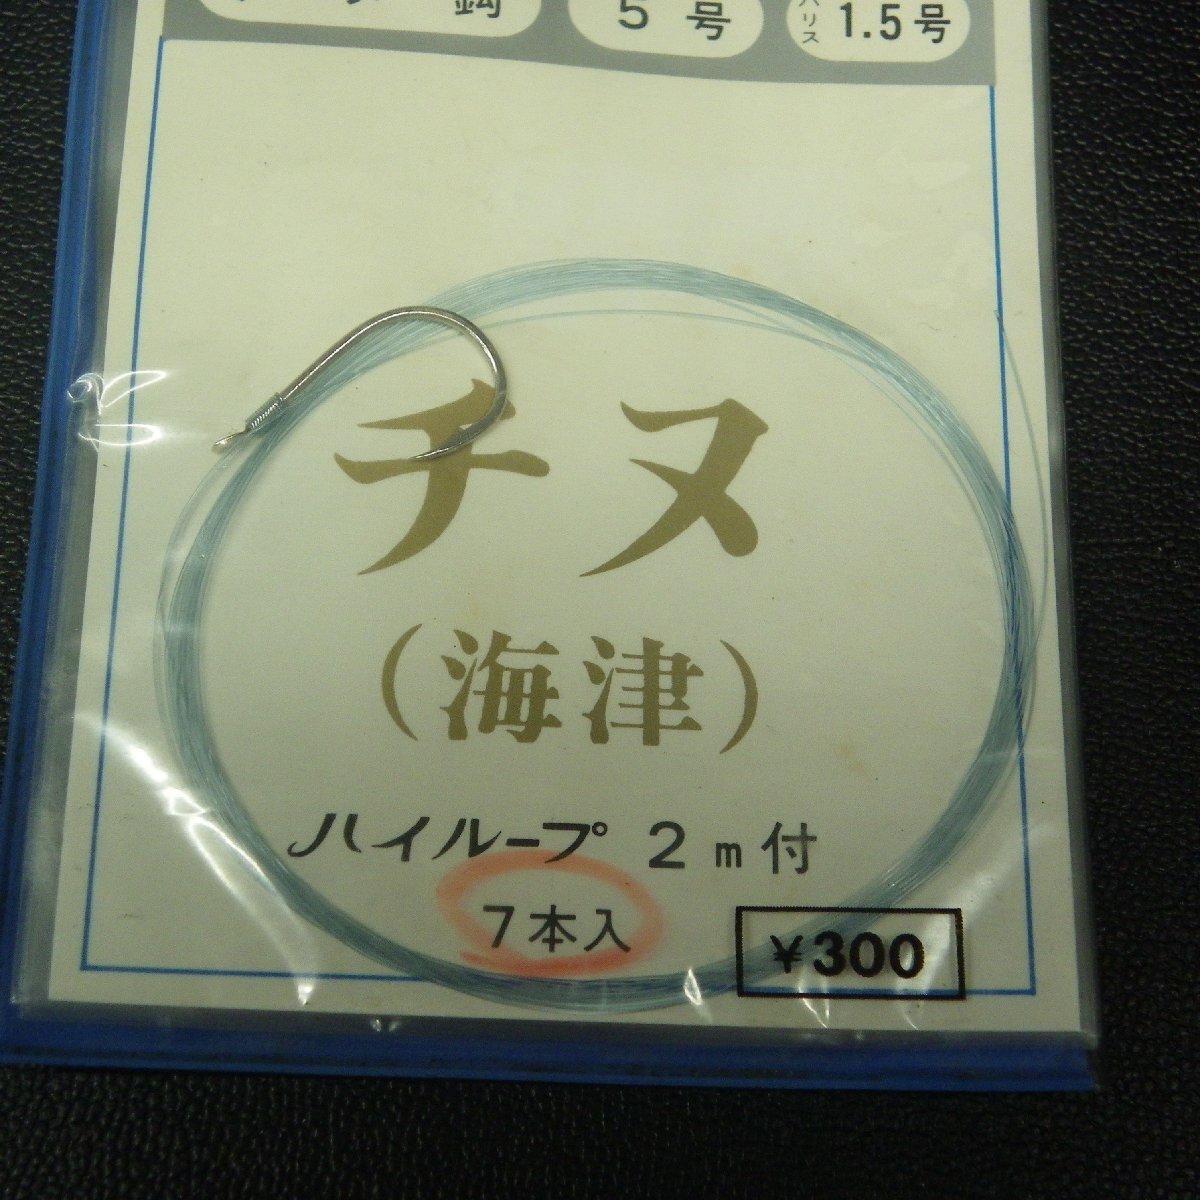 鈎
5号
ハリス 1.5号
チヌ
(海津)
ハイループ 2m付
7本入
¥300